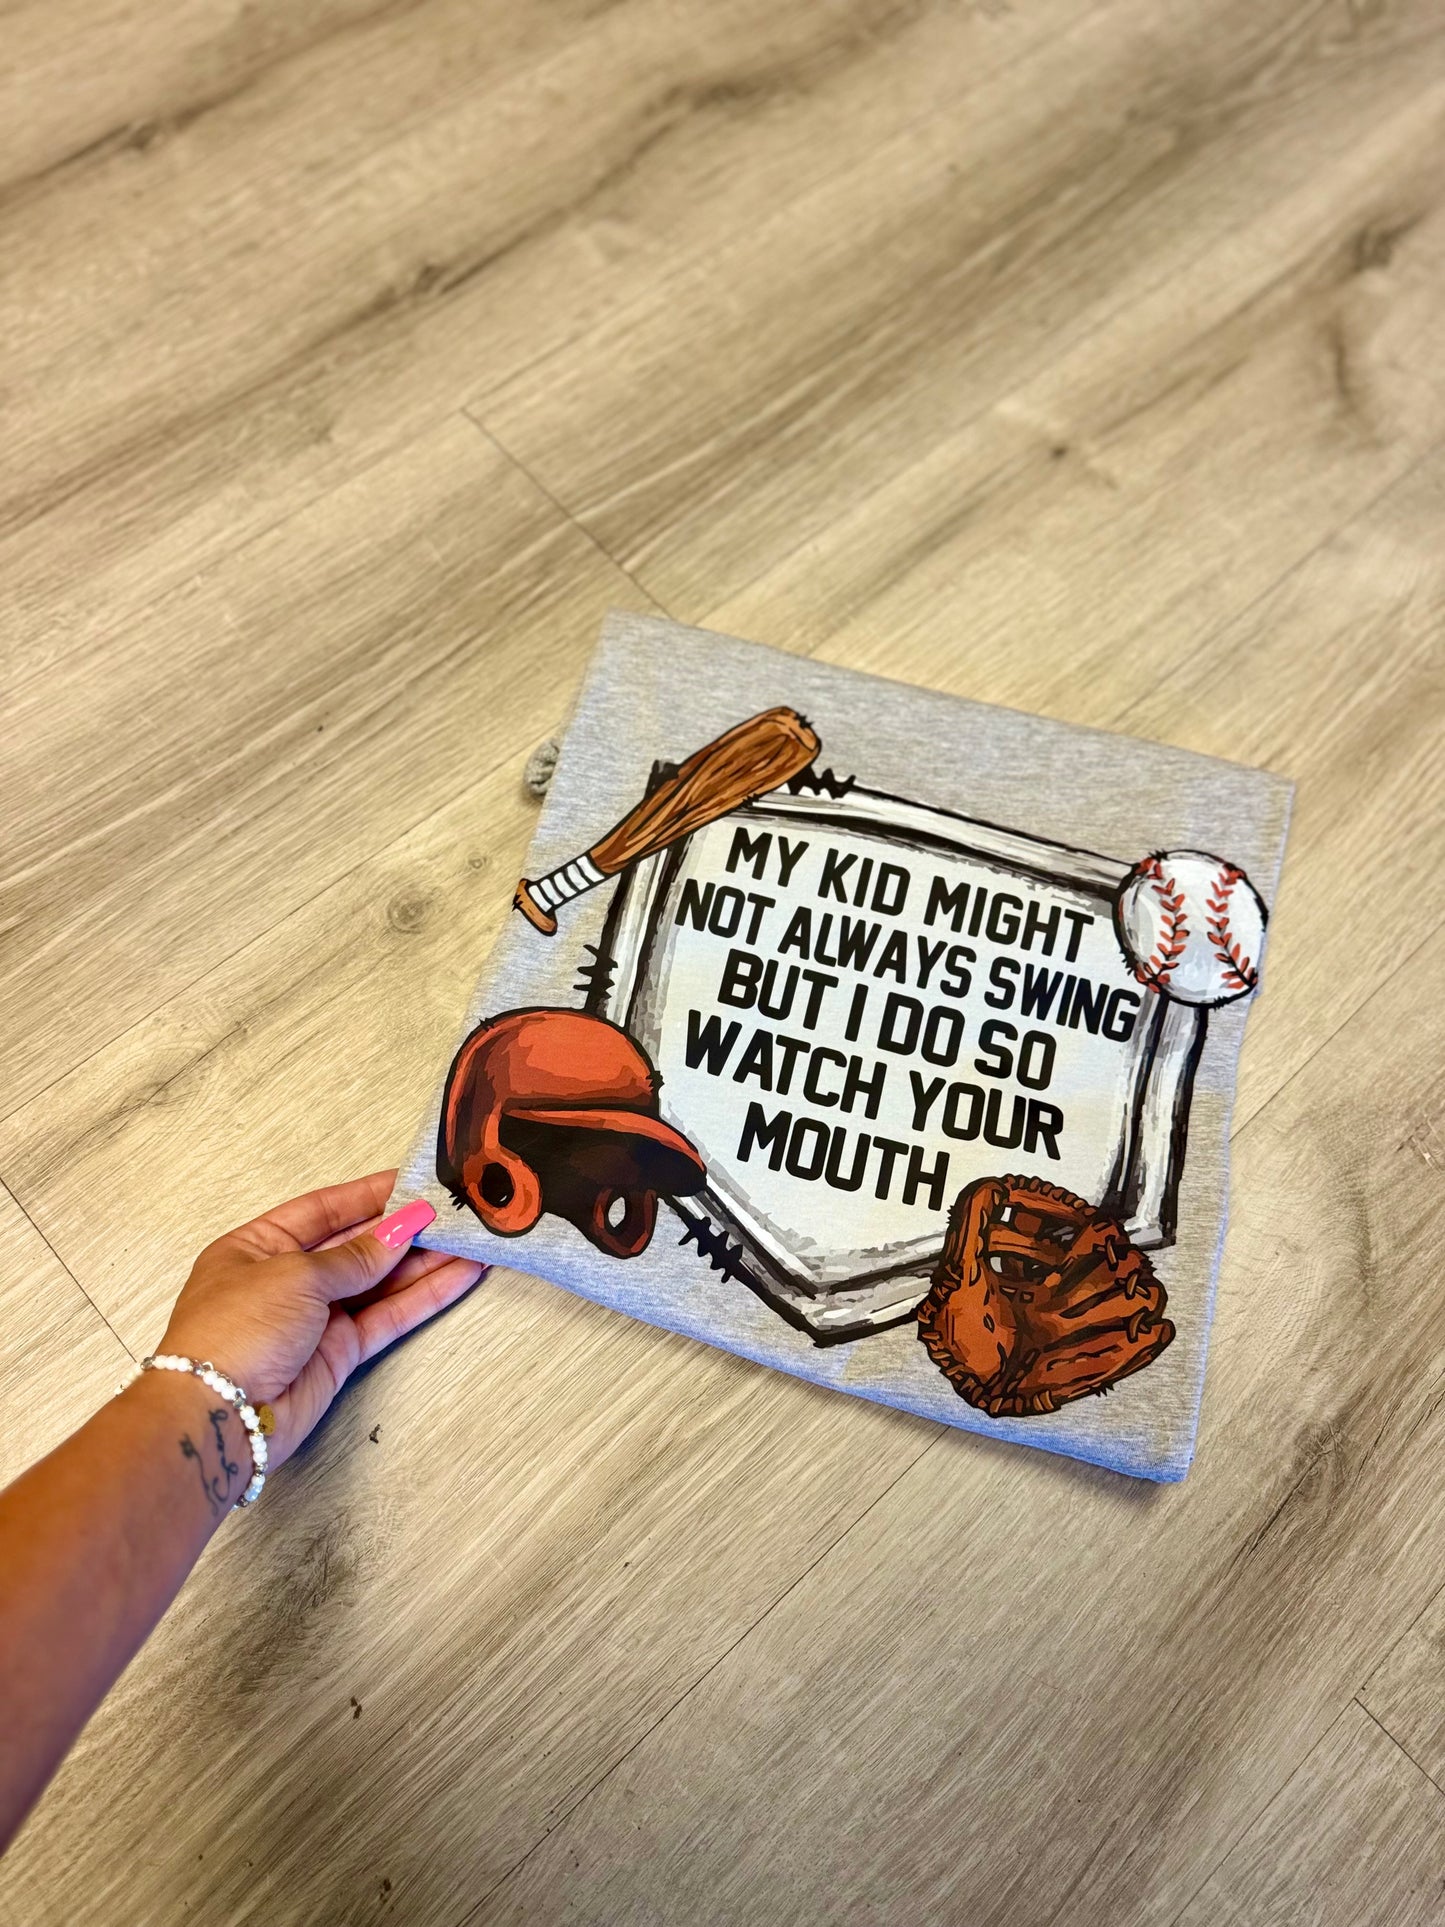 MY KID MIGHT
NOT ALWAYS SWING
BUT I DO SO
WATCH YOUR
MOUTH